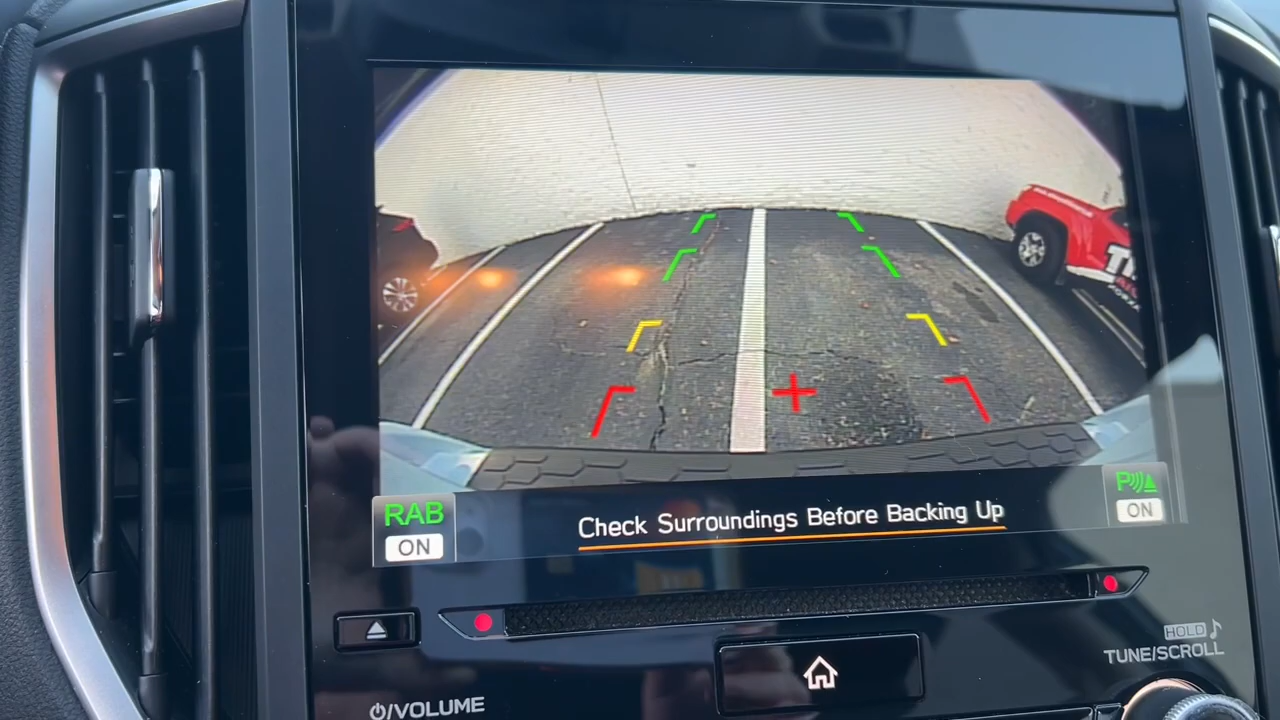 RAB
ON
Check Surroundings Before Backing Up
P
ON
HOLD
TUNE/SCROLL
/VOLUME